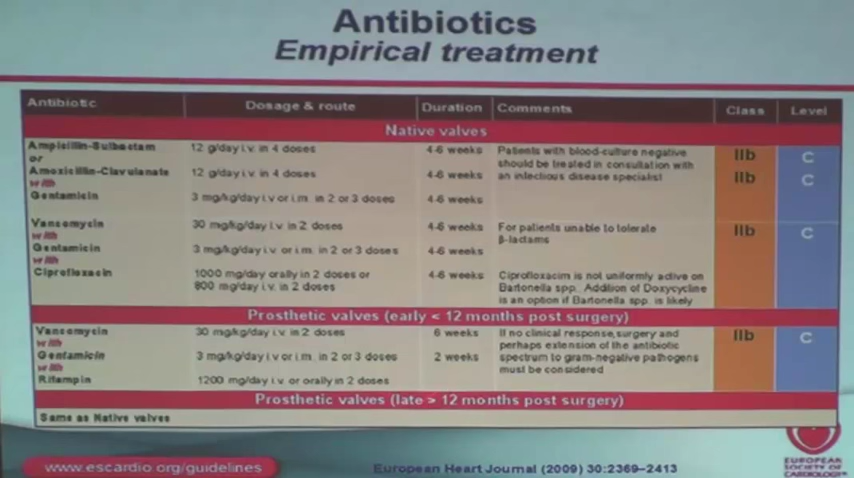 Antibiotics
Empirical treatment
Antibiotic Dosage & route Duration Comments Class Level
Native valves
Ampicillin-Sulbactam 12 g/day i.v. in 4 doses 4-6 weeks Patients with blood-culture negative IIb C
or should be treated in consultation with
Amoxicillin-Clavulanate 12 g/day i.v. in 4 doses 4-6 weeks an infectious disease specialist IIb C
with
Gentamicin 3 mg/kg/day i.v or i.m. in 2 or 3 doses 4-6 weeks
Vancomycin 30 mg/kg/day i.v. in 2 doses 4-6 weeks For patients unable to tolerate IIb C
with β-lactams
Gentamicin 3 mg/kg/day i.v or i.m. in 2 or 3 doses 4-6 weeks
with
Ciprofloxacin 1000 mg/day orally in 2 doses or 4-6 weeks Ciprofloxacim is not uniformly active on
800 mg/day i.v. in 2 doses Bartonella spp. Addition of Doxycycline
is an option if Bartonella spp. is likely
Prosthetic valves (early < 12 months post surgery)
Vancomycin 30 mg/kg/day i.v. in 2 doses 6 weeks If no clinical response, surgery and IIb C
with perhaps extension of the antibiotic
Gentamicin 3 mg/kg/day i.v or i.m. in 2 or 3 doses 2 weeks spectrum to gram-negative pathogens
with must be considered
Rifampin 1200 mg/day i.v. or orally in 2 doses
Prosthetic valves (late > 12 months post surgery)
Same as Native valves
www.escardio.org/guidelines
European Heart Journal (2009) 30:2369-2413
EUROPEAN
SOCIETY OF
CARDIOLOGY